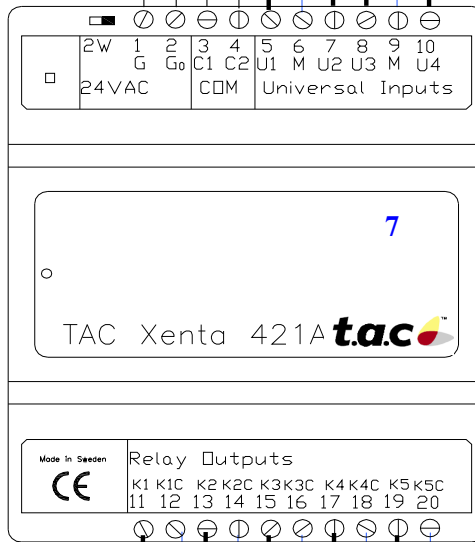 2W 1 2 3 4 5 6 7 8 9 10
G G0 C1 C2 U1 M U2 U3 M U4
24VAC COM Universal Inputs
7
TAC Xenta 421A t.a.c ™
Made in Sweden
CE
Relay Outputs
K1 K1C K2 K2C K3 K3C K4 K4C K5 K5C
11 12 13 14 15 16 17 18 19 20